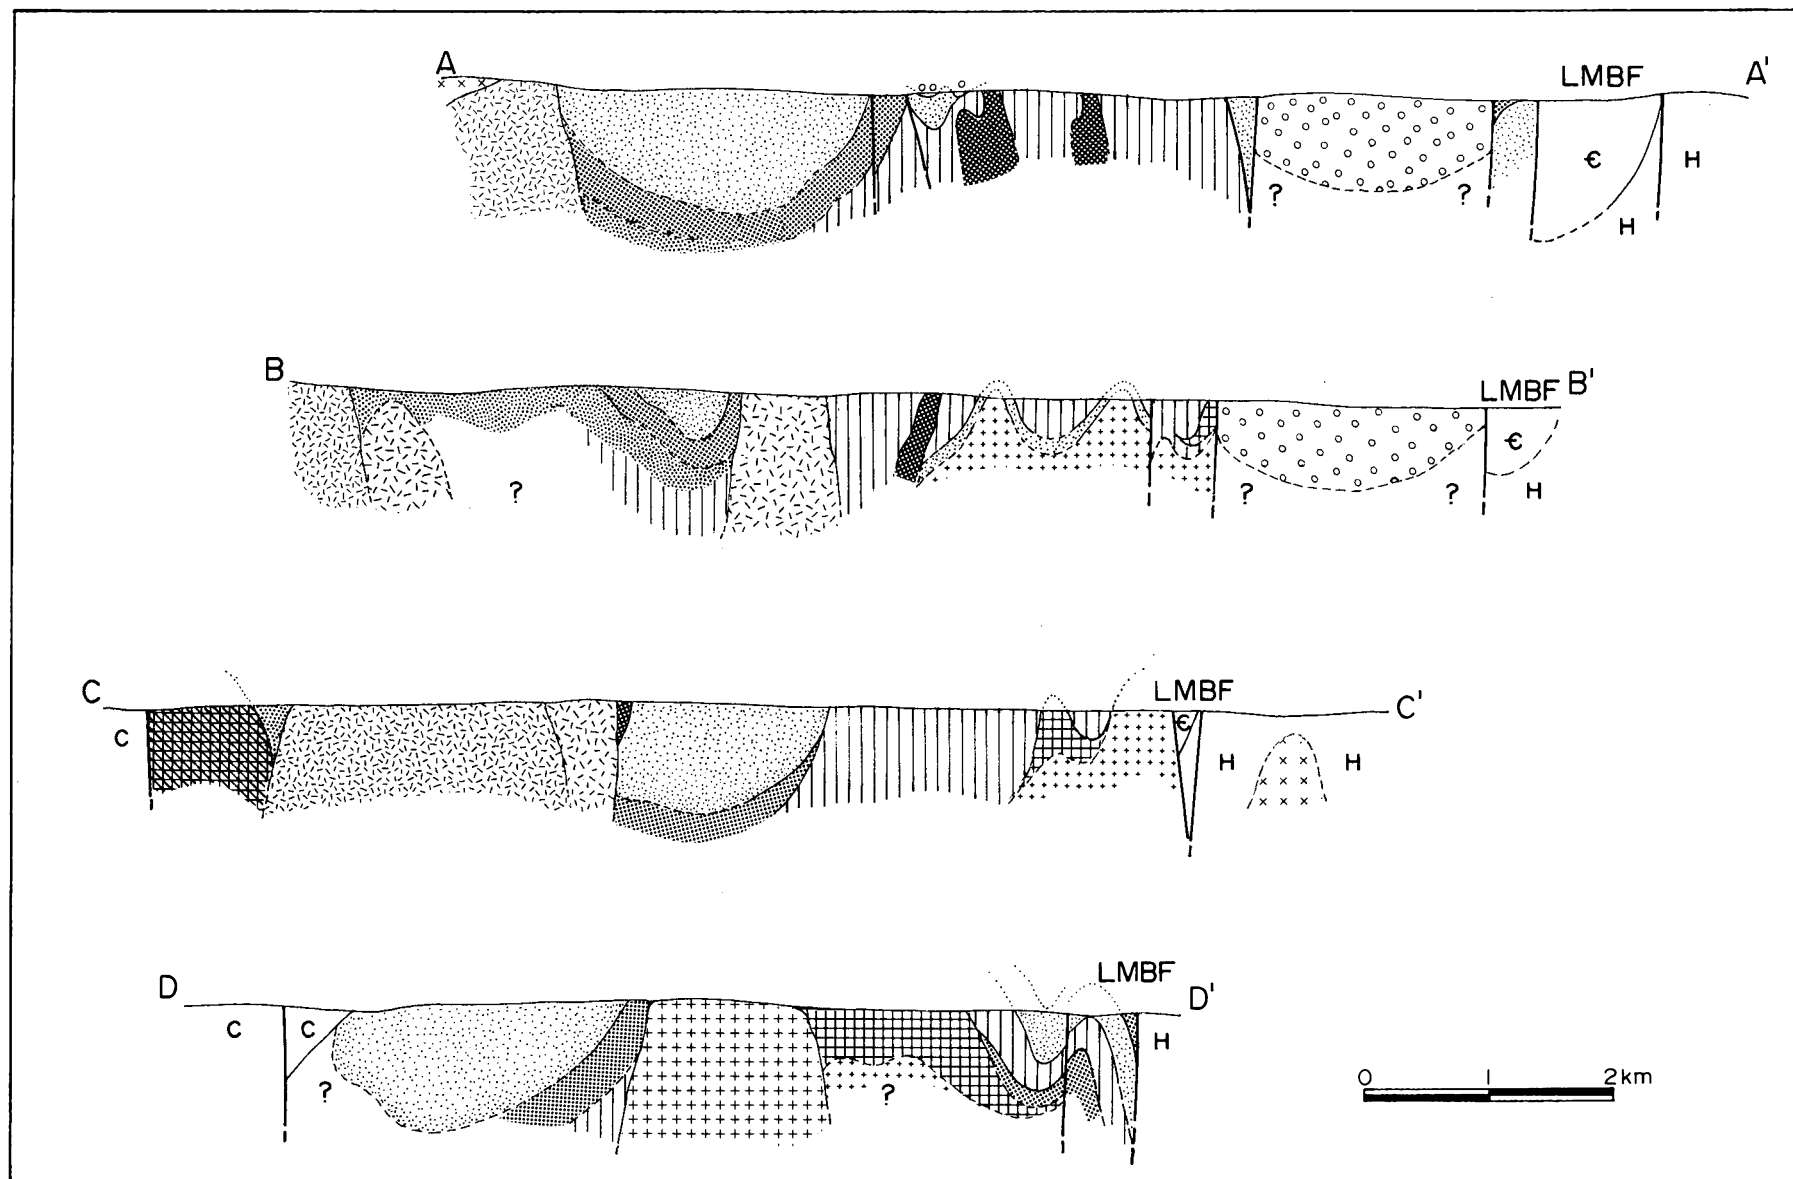 A LMBF A'
Є H
? ? H
B LMBF B'
Є
? ? ? H
C LMBF C'
C Є H H
D LMBF D'
C C H
? ?
0 1 2 km